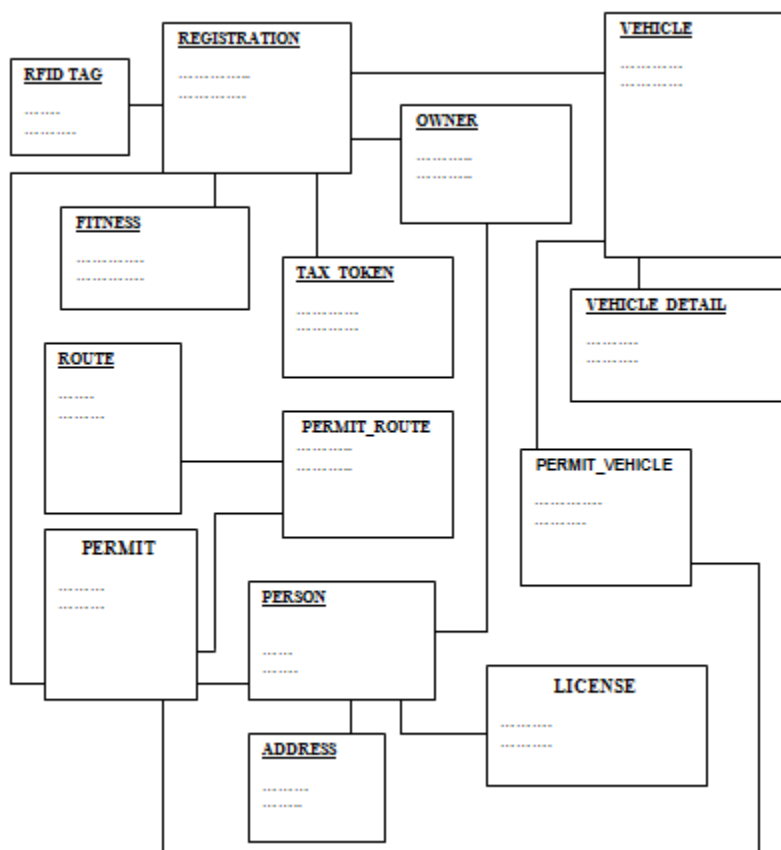 REGISTRATION
VEHICLE
RFID TAG
OWNER
FITNESS
TAX_TOKEN
VEHICLE_DETAIL
ROUTE
PERMIT_ROUTE
PERMIT_VEHICLE
PERMIT
PERSON
LICENSE
ADDRESS